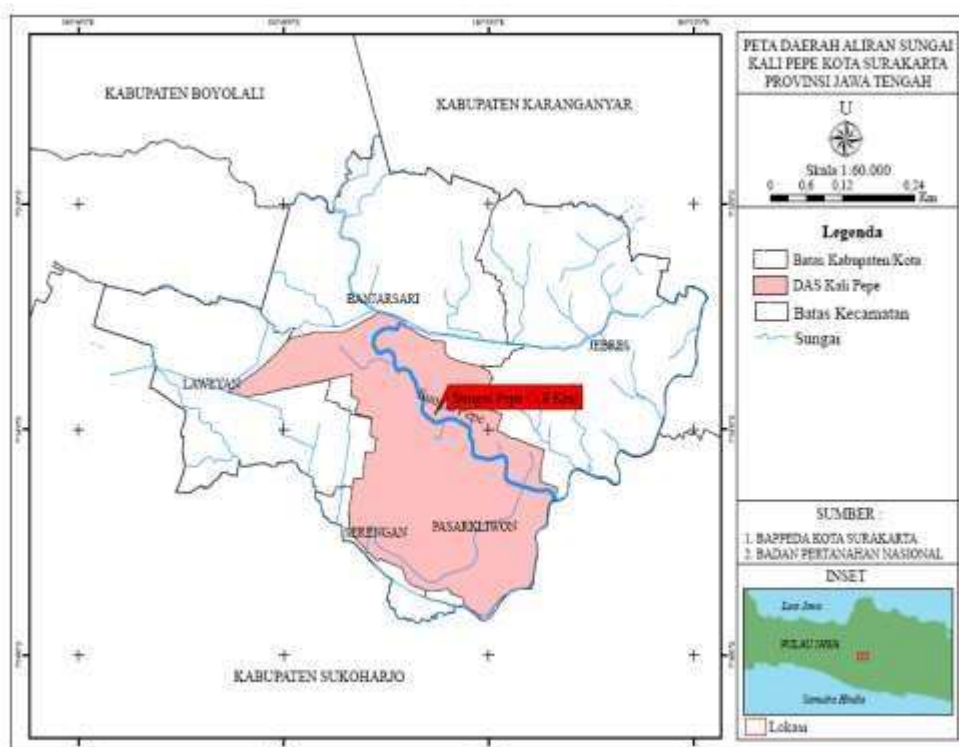 PETA DAERAH ALIRAN SUNGAI
KALI PEPE KOTA SURAKARTA
PROVINSI JAWA TENGAH
U
Skala 1:60.000
0 0,6 0,12 0,24
Km
Legenda
Batas Kabupaten/Kota
DAS Kali Pepe
Batas Kecamatan
Sungai
SUMBER :
1. BAPPEDA KOTA SURAKARTA
2. BADAN PERTANAHAN NASIONAL
INSET
Laut Jawa
PULAU JAWA
Samudra Hindia
Lokasi
KABUPATEN BOYOLALI
KABUPATEN KARANGANYAR
BANJARSARI
JEBRES
LAWEYAN
Sungai Pepe
SERENGAN
PASARKLIWON
KABUPATEN SUKOHARJO